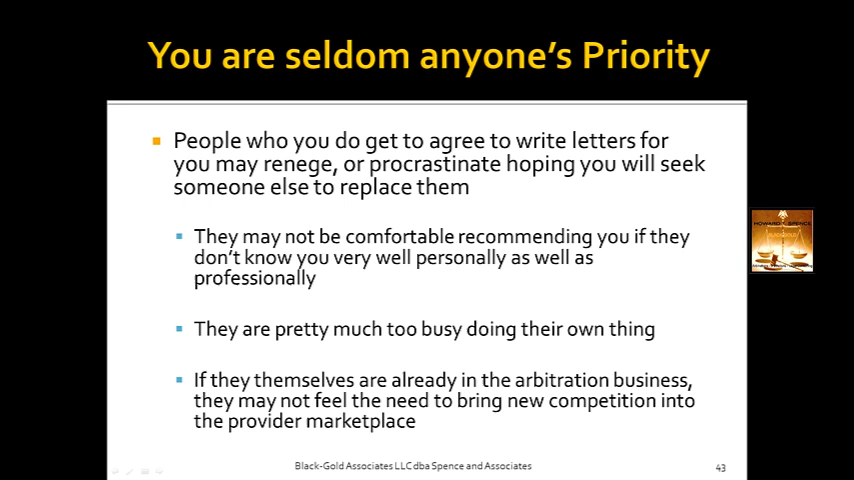 You are seldom anyone's Priority
People who you do get to agree to write letters for
you may renege, or procrastinate hoping you will seek
someone else to replace them
They may not be comfortable recommending you if they
don't know you very well personally as well as
professionally
They are pretty much too busy doing their own thing
If they themselves are already in the arbitration business,
they may not feel the need to bring new competition into
the provider marketplace
Black-Gold Associates LLC dba Spence and Associates
43